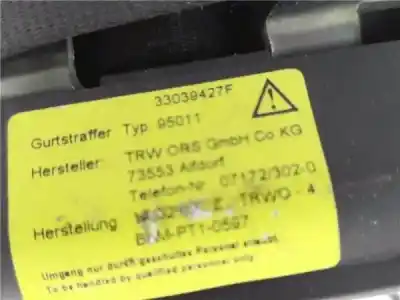 33039427F
Gurtstraffer Typ 95011
Hersteller: TRW ORS GmbH Co KG
73553 Alfdorf
Telefon-Nr. 07172/302-0
Herstellung TRWO - 4
BAM-PT1-0597
Umgang nur durch geschultes Personal erlaubt.
To be handled by qualified personnel only